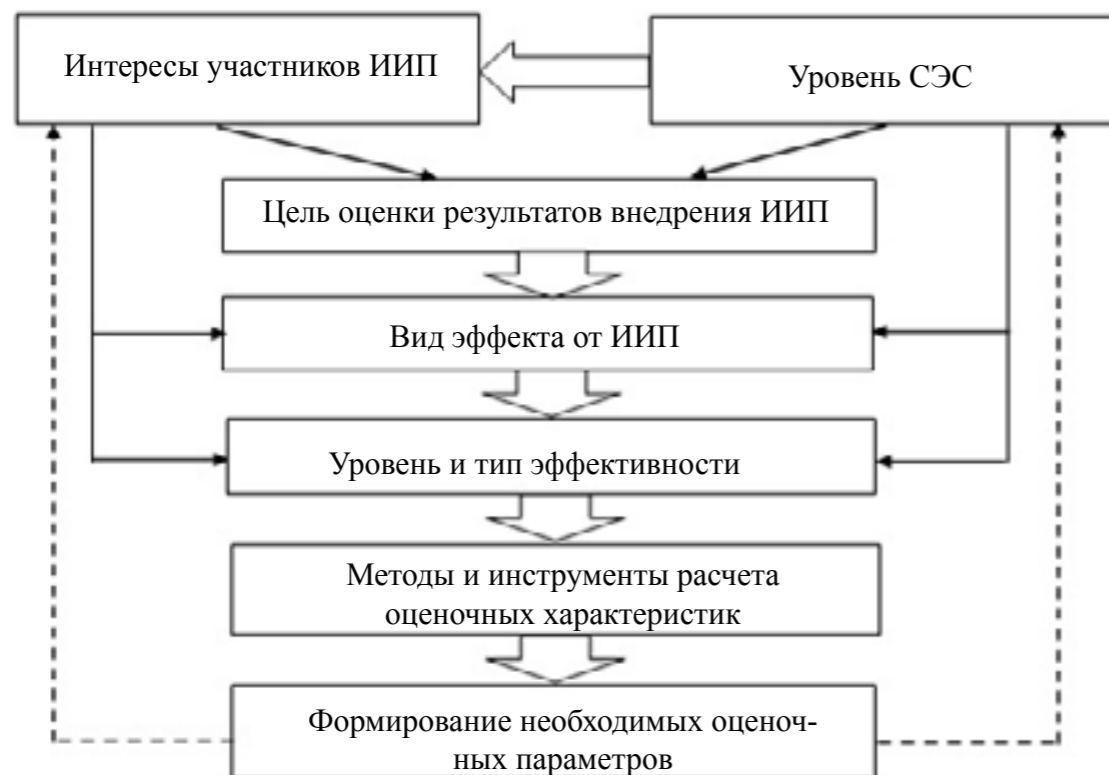 Интересы участников ИИП
Уровень СЭС
Цель оценки результатов внедрения ИИП
Вид эффекта от ИИП
Уровень и тип эффективности
Методы и инструменты расчета
оценочных характеристик
Формирование необходимых оценоч-
ных параметров